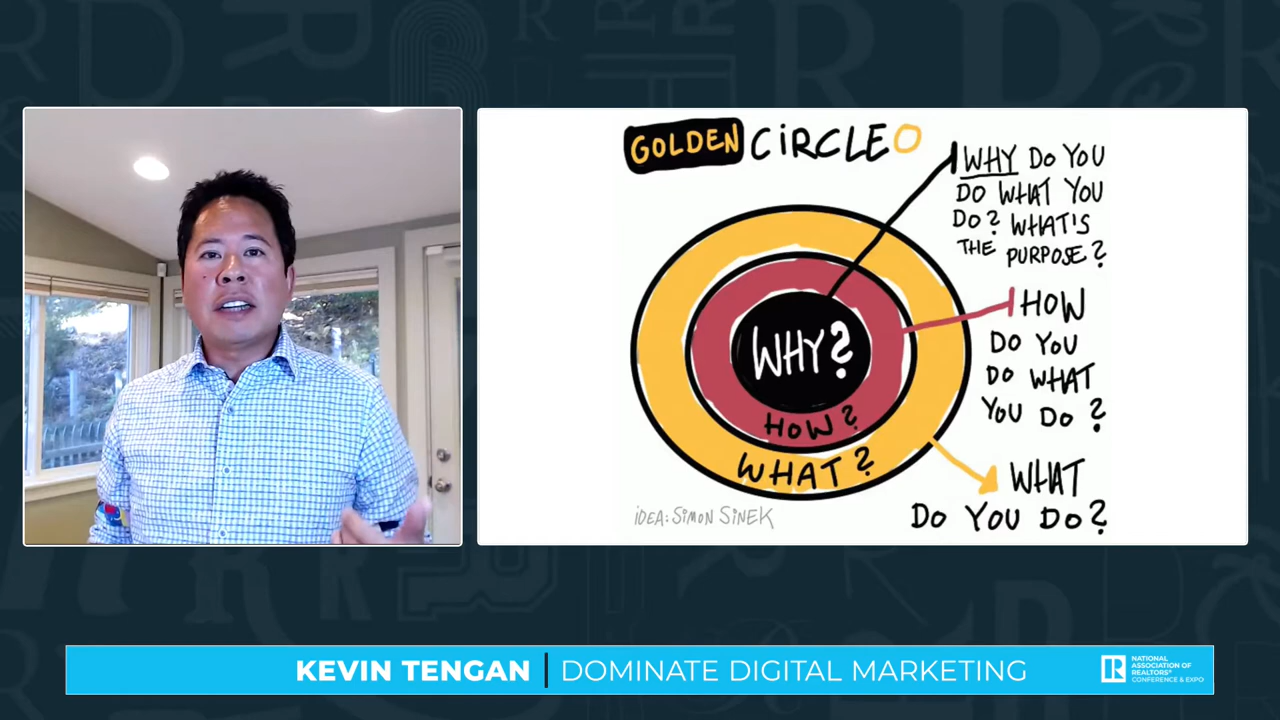 GOLDEN CiRCLE
WHY DO YOU
DO WHAT YOU
DO? WHAT'S
THE PURPOSE?
HOW
DO YOU
DO WHAT
YOU DO?
WHAT
DO YOU DO?
WHY?
HOW?
WHAT?
iDEA: SiMON SiNEK
KEVIN TENGAN | DOMINATE DIGITAL MARKETING
R
NATIONAL
ASSOCIATION OF
REALTORS®
CONFERENCE & EXPO